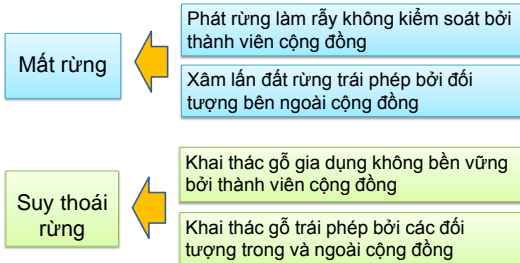 Mất rừng
Phát rừng làm rẫy không kiểm soát bởi
thành viên cộng đồng
Xâm lấn đất rừng trái phép bởi đối
tượng bên ngoài cộng đồng
Suy thoái
rừng
Khai thác gỗ gia dụng không bền vững
bởi thành viên cộng đồng
Khai thác gỗ trái phép bởi các đối
tượng trong và ngoài cộng đồng